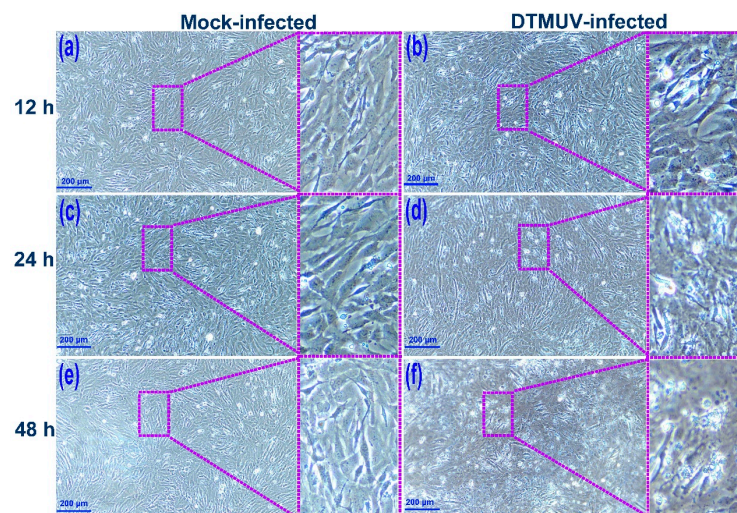 Mock-infected DTMUV-infected
(a) (b)
12 h
200 μm 200 μm
(c) (d)
24 h
200 μm 200 μm
(e) (f)
48 h
200 μm 200 μm